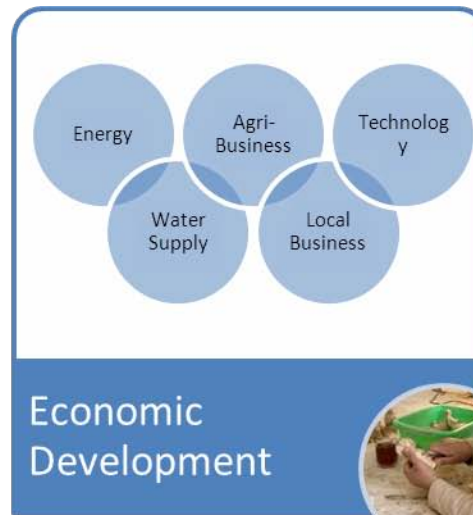 Energy
Agri-
Business
Technolog
y
Water
Supply
Local
Business
Economic
Development